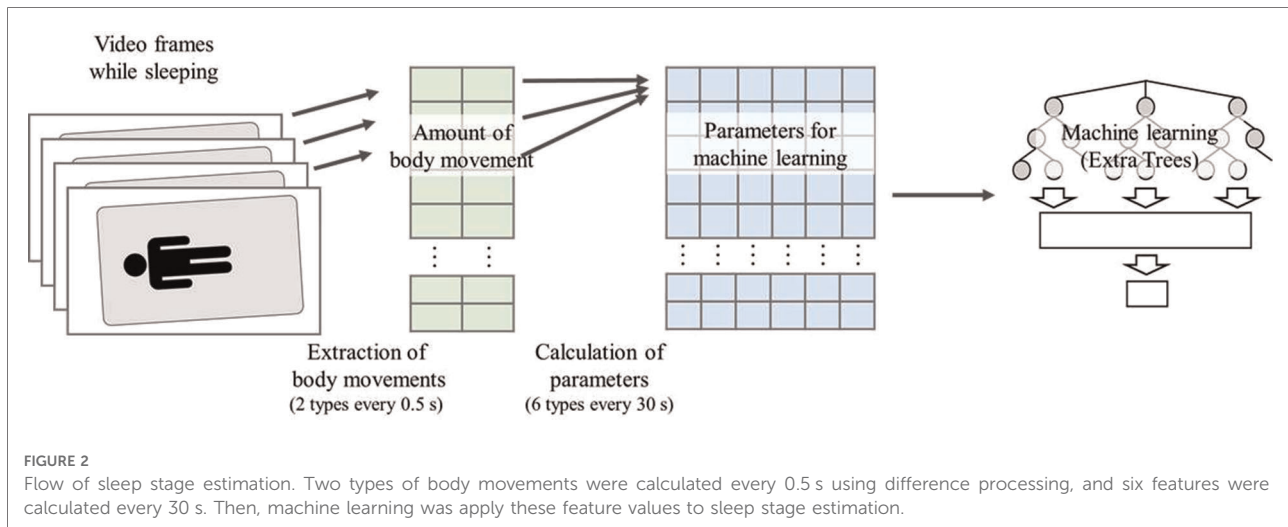 Video frames
while sleeping
Amount of
body movement
Parameters for
machine learning
Machine learning
(Extra Trees)
Extraction of
body movements
(2 types every 0.5 s)
Calculation of
parameters
(6 types every 30 s)
FIGURE 2
Flow of sleep stage estimation. Two types of body movements were calculated every 0.5 s using difference processing, and six features were
calculated every 30 s. Then, machine learning was apply these feature values to sleep stage estimation.